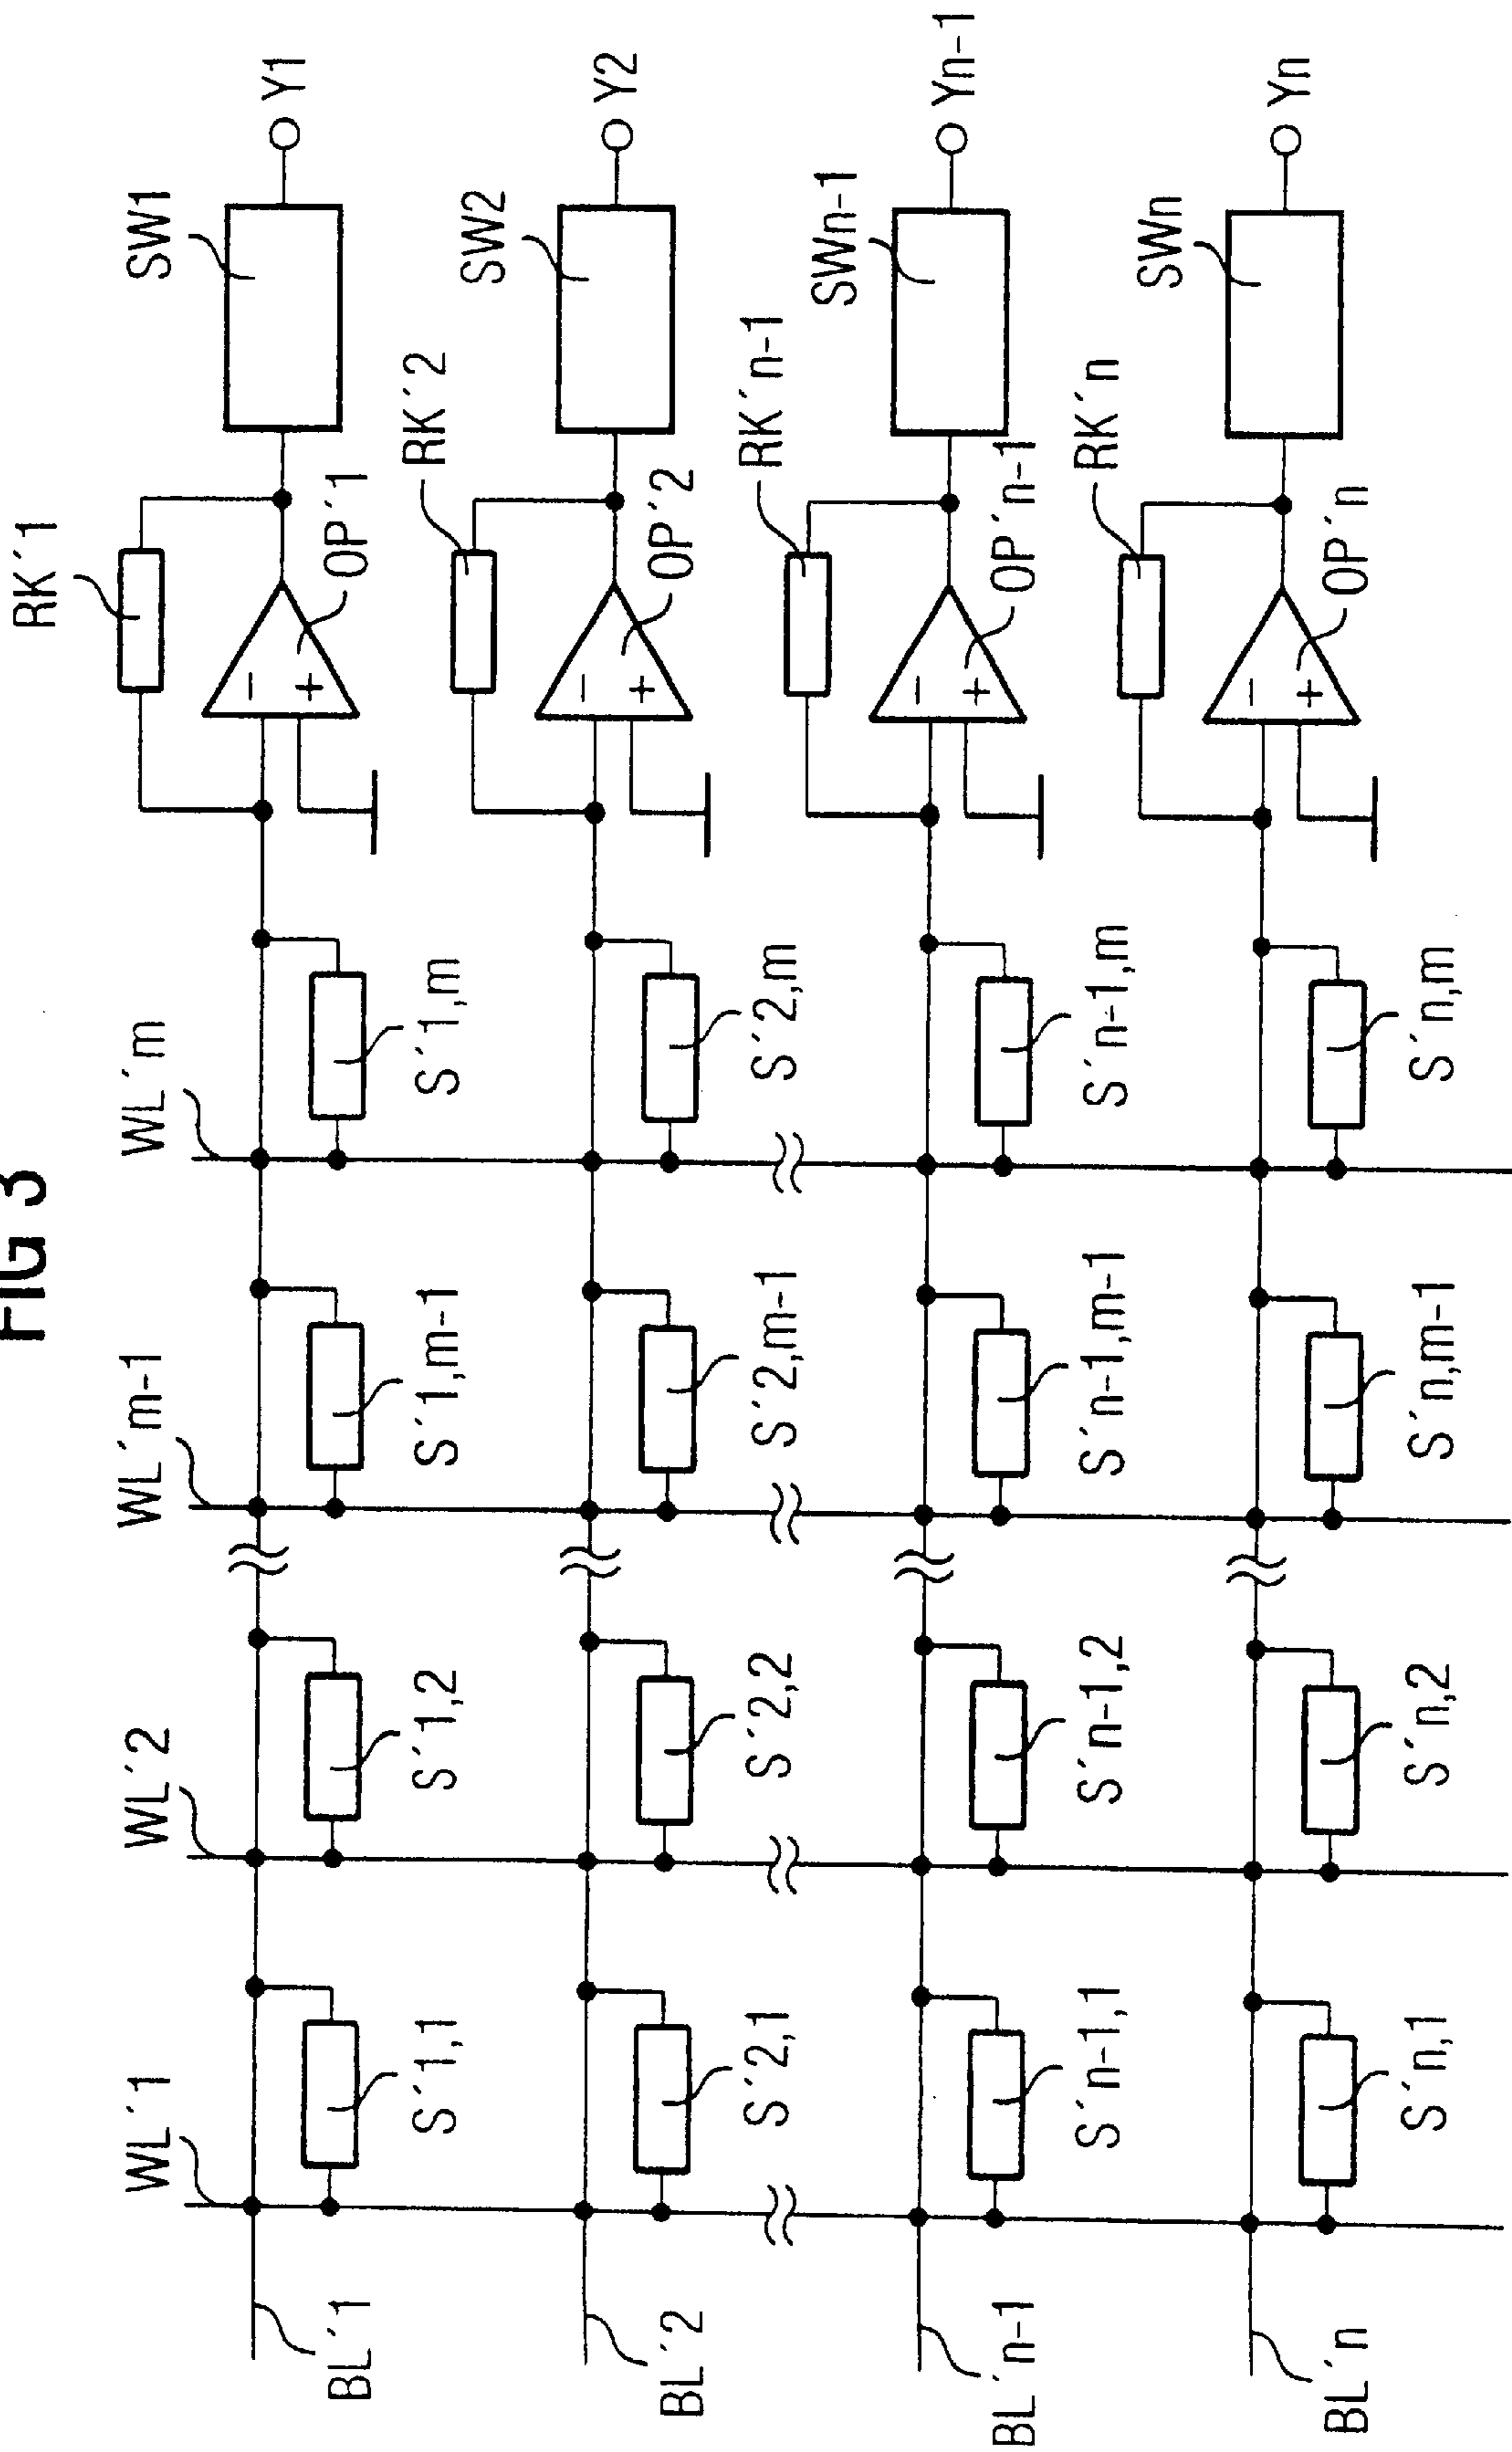 FIG 3
RK´1
SW1
Y1
OP´1
WL´1
WL´2
WL´m-1
WL´m
BL´1
S´1,1
S´1,2
S´1,m-1
S´1,m
RK´2
SW2
Y2
OP´2
BL´2
S´2,1
S´2,2
S´2,m-1
S´2,m
RK´n-1
SWn-1
Yn-1
OP´n-1
BL´n-1
S´n-1,1
S´n-1,2
S´n-1,m-1
S´n-1,m
RK´n
SWn
Yn
OP´n
BL´n
S´n,1
S´n,2
S´n,m-1
S´n,m
− +
− +
− +
− +